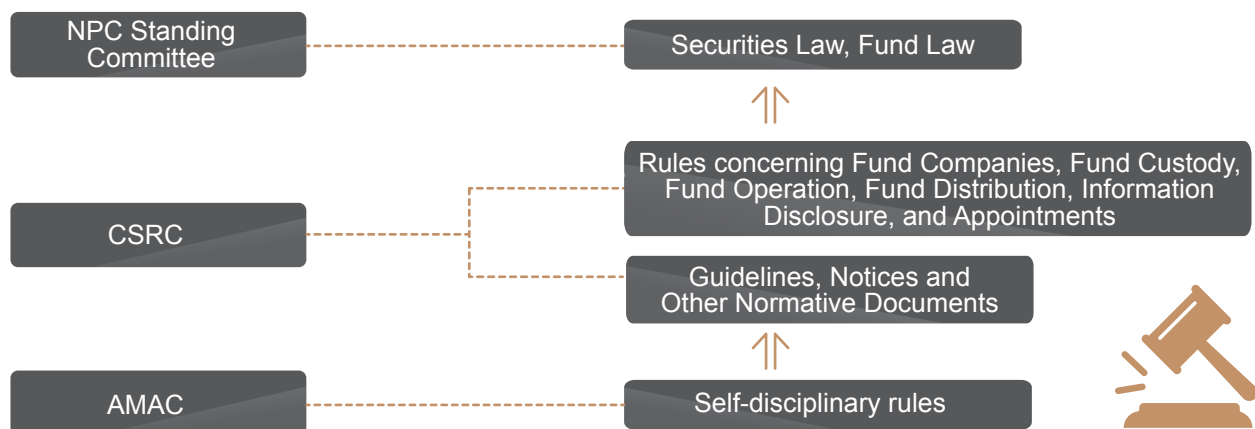 NPC Standing
Committee
Securities Law, Fund Law
Rules concerning Fund Companies, Fund Custody,
Fund Operation, Fund Distribution, Information
Disclosure, and Appointments
CSRC
Guidelines, Notices and
Other Normative Documents
AMAC
Self-disciplinary rules